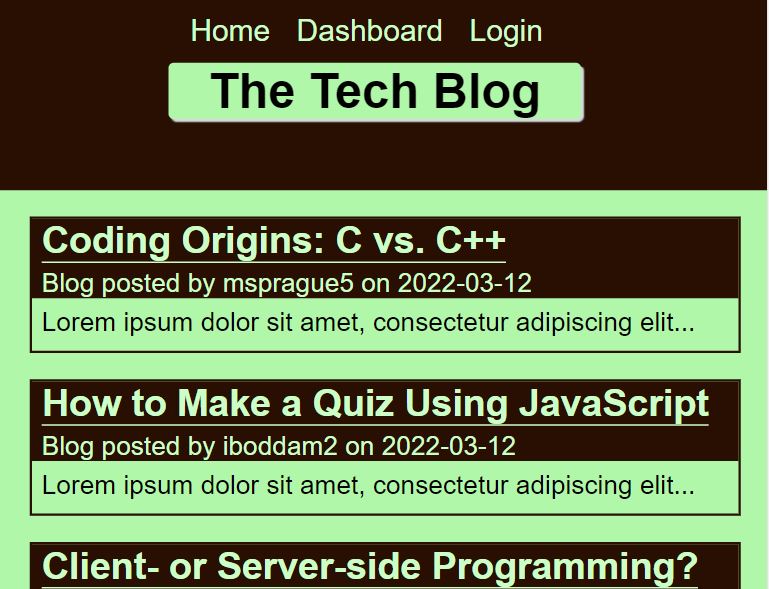 Home Dashboard Login
The Tech Blog
Coding Origins: C vs. C++
Blog posted by msprague5 on 2022-03-12
Lorem ipsum dolor sit amet, consectetur adipiscing elit...
How to Make a Quiz Using JavaScript
Blog posted by iboddam2 on 2022-03-12
Lorem ipsum dolor sit amet, consectetur adipiscing elit...
Client- or Server-side Programming?